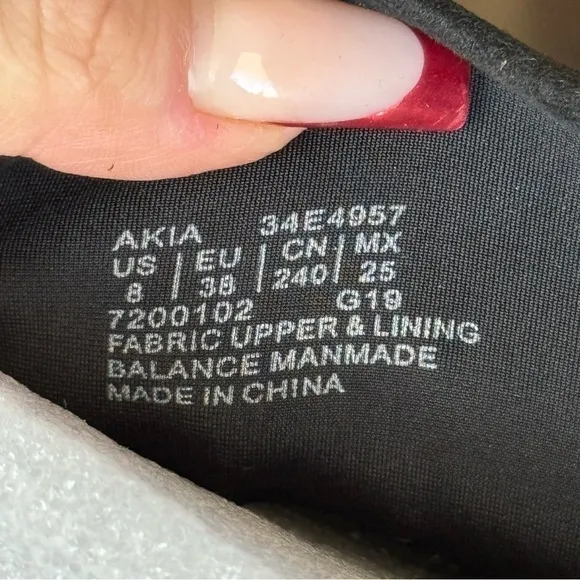 AKIA 34E4957
US | EU | CN | MX
8 | 38 | 240 | 25
7200102 G19
FABRIC UPPER & LINING
BALANCE MANMADE
MADE IN CHINA